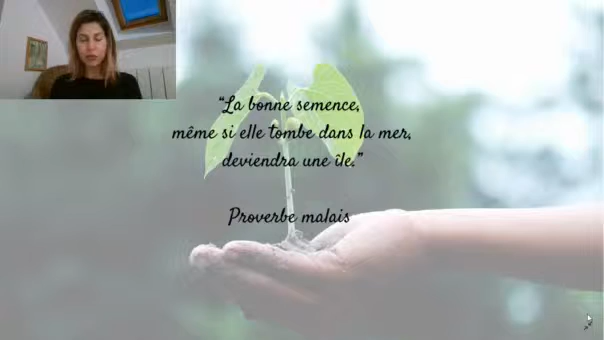 “La bonne semence,
même si elle tombe dans la mer,
deviendra une île.”
Proverbe malais